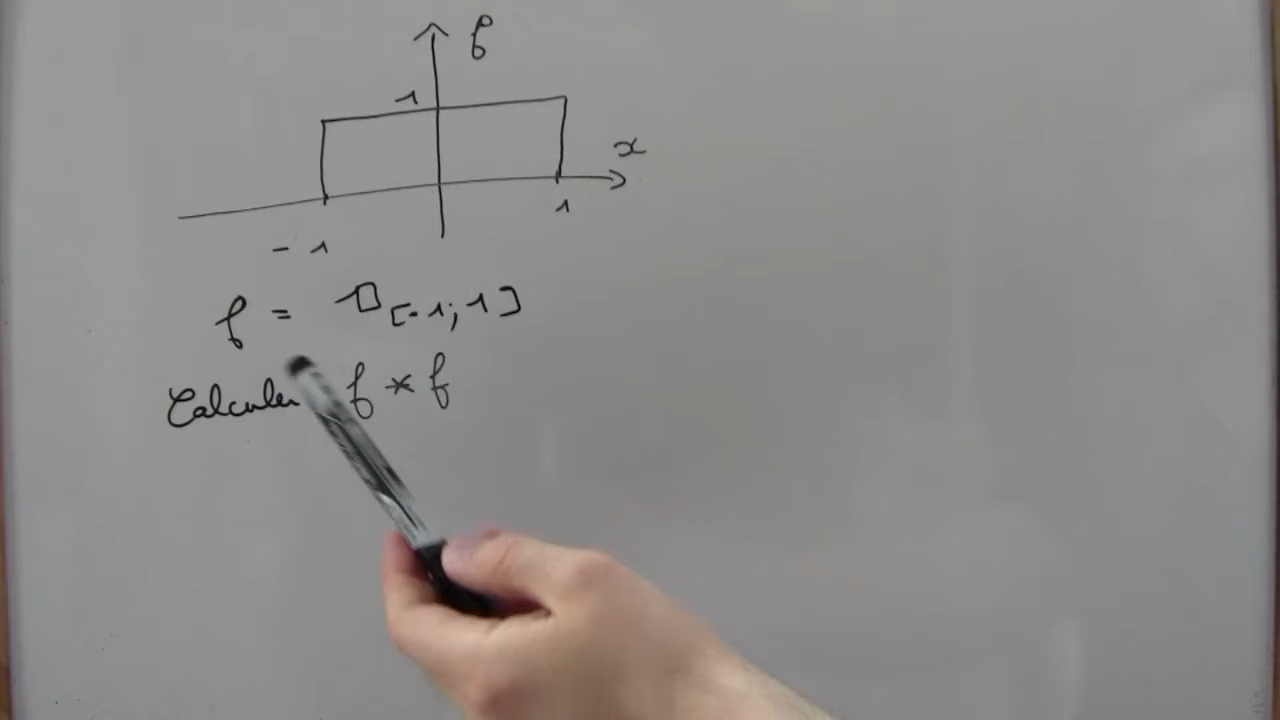 f
1
x
- 1
1
f = 𝟙[-1; 1]
Calculer f * f